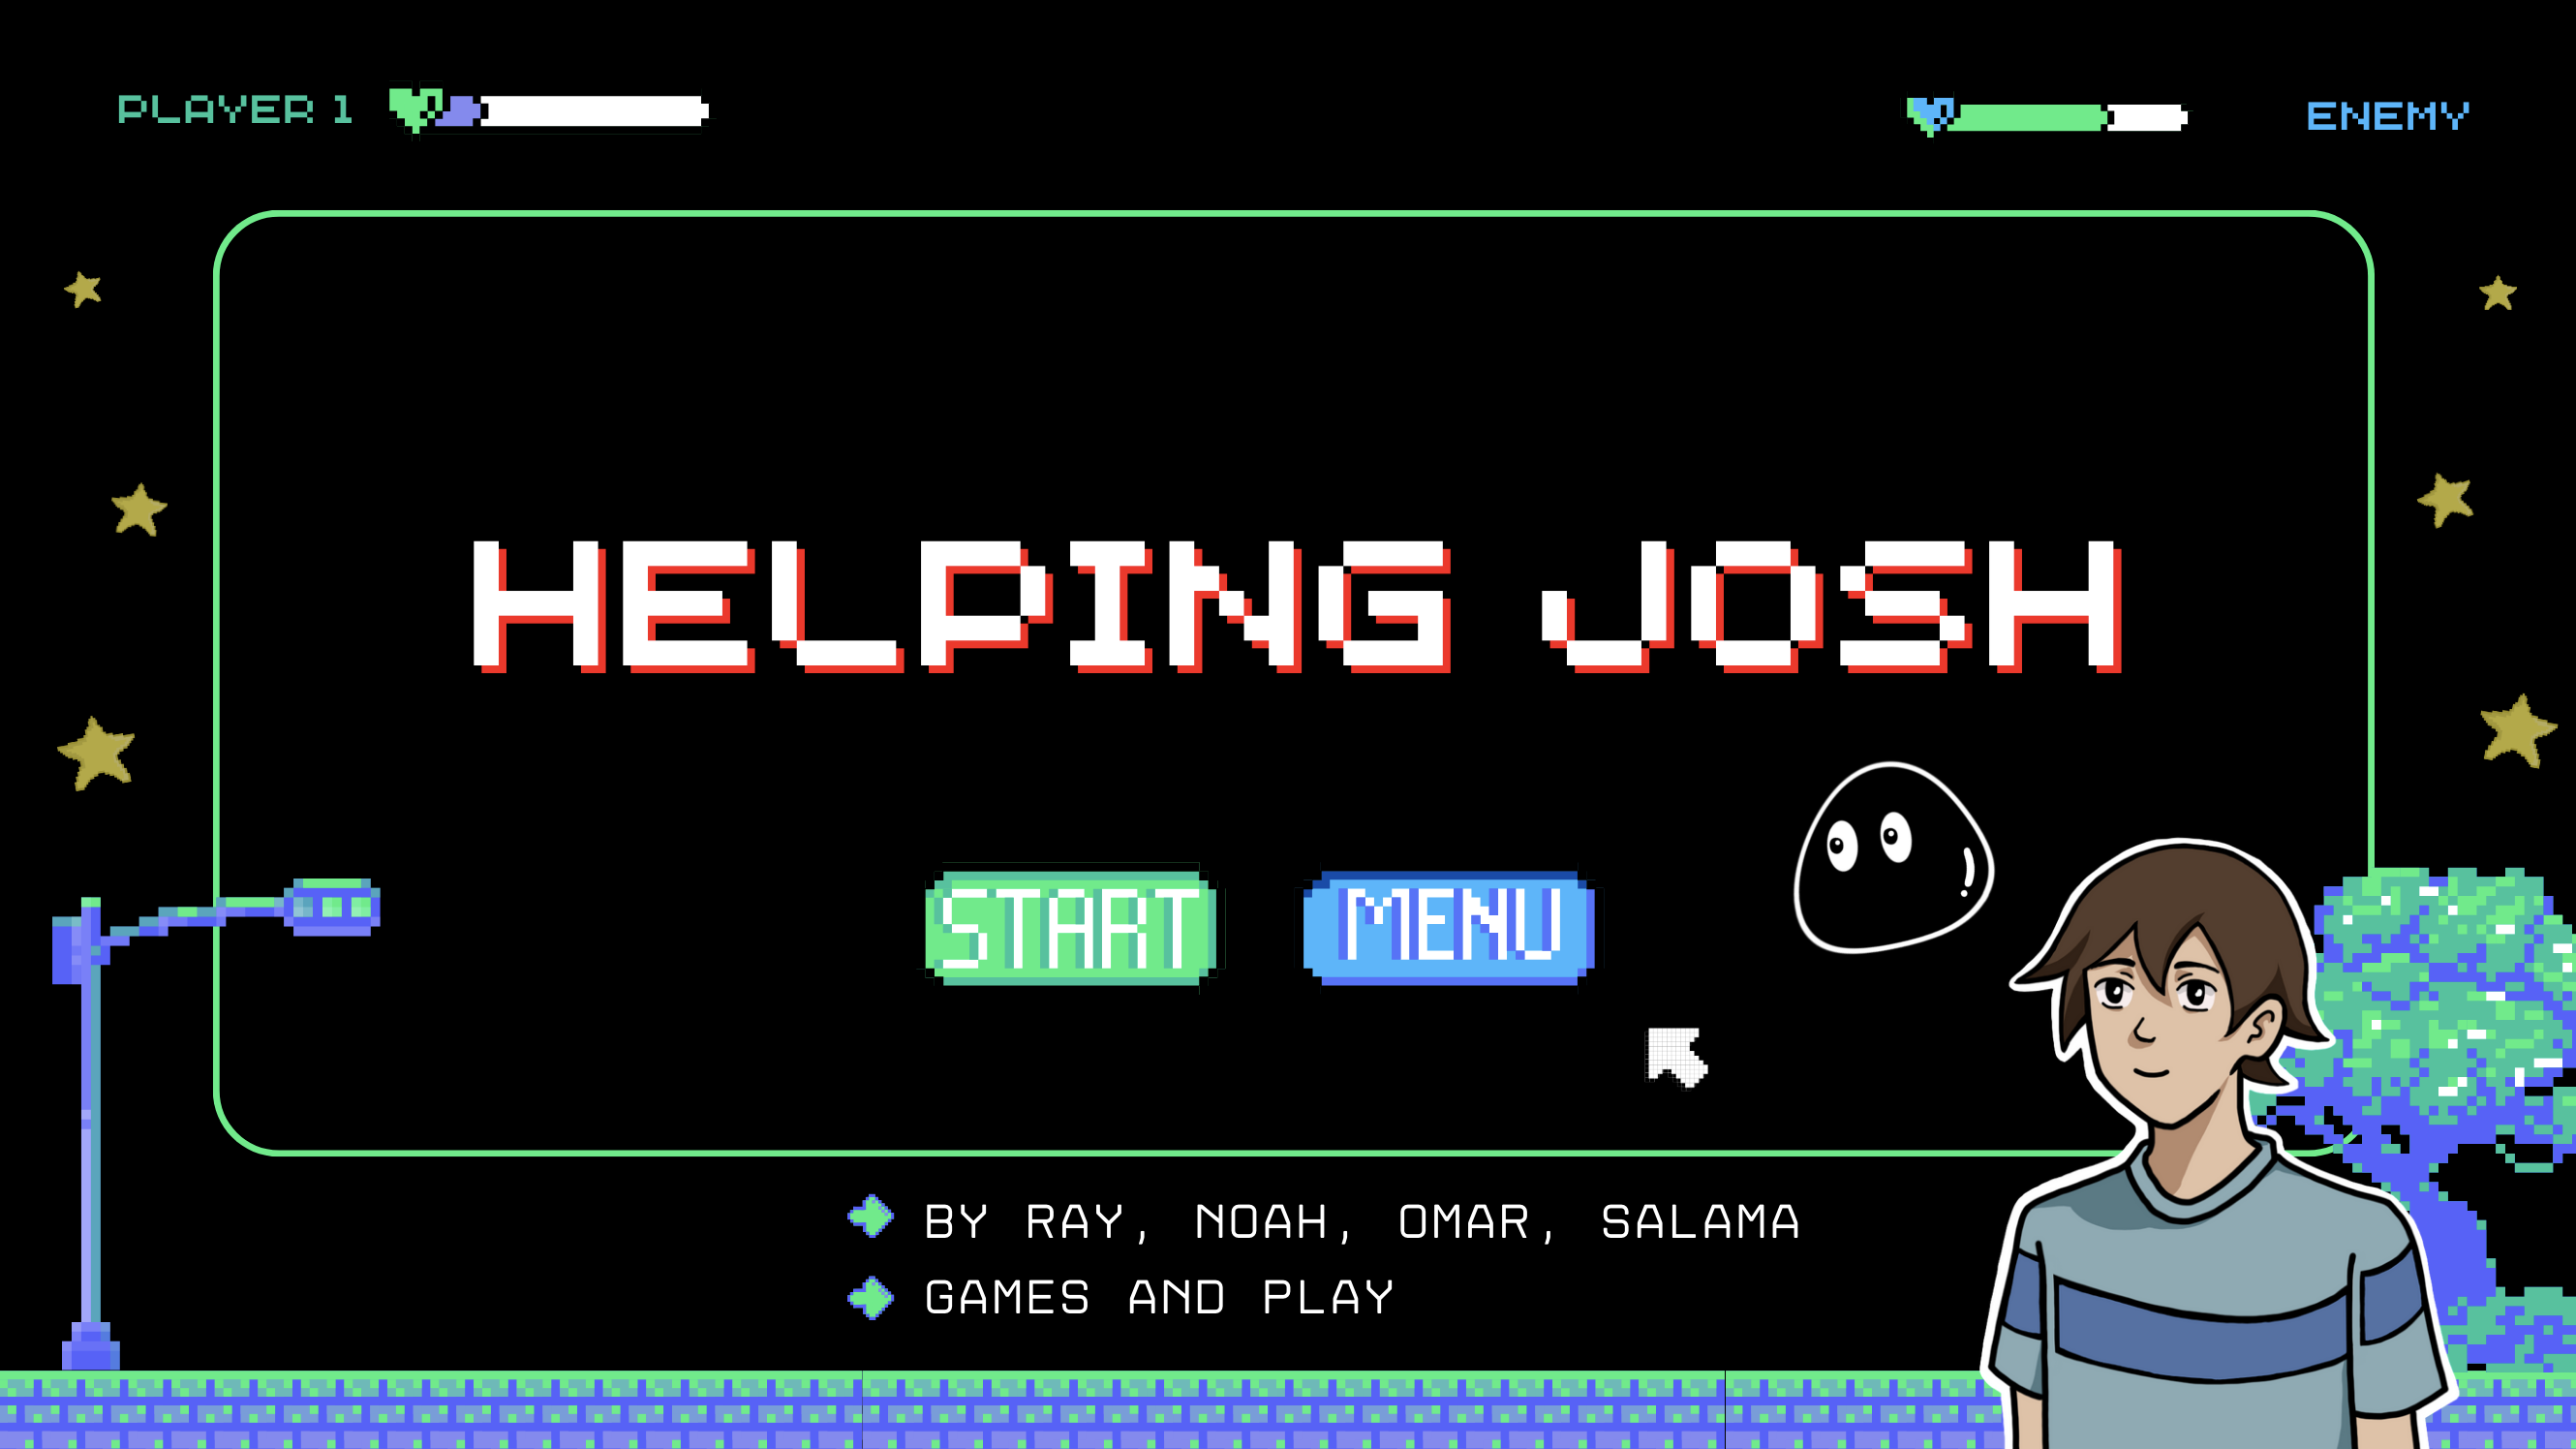 PLAYER 1
ENEMY
HELPING JOSH
START
MENU
BY RAY, NOAH, OMAR, SALAMA
GAMES AND PLAY